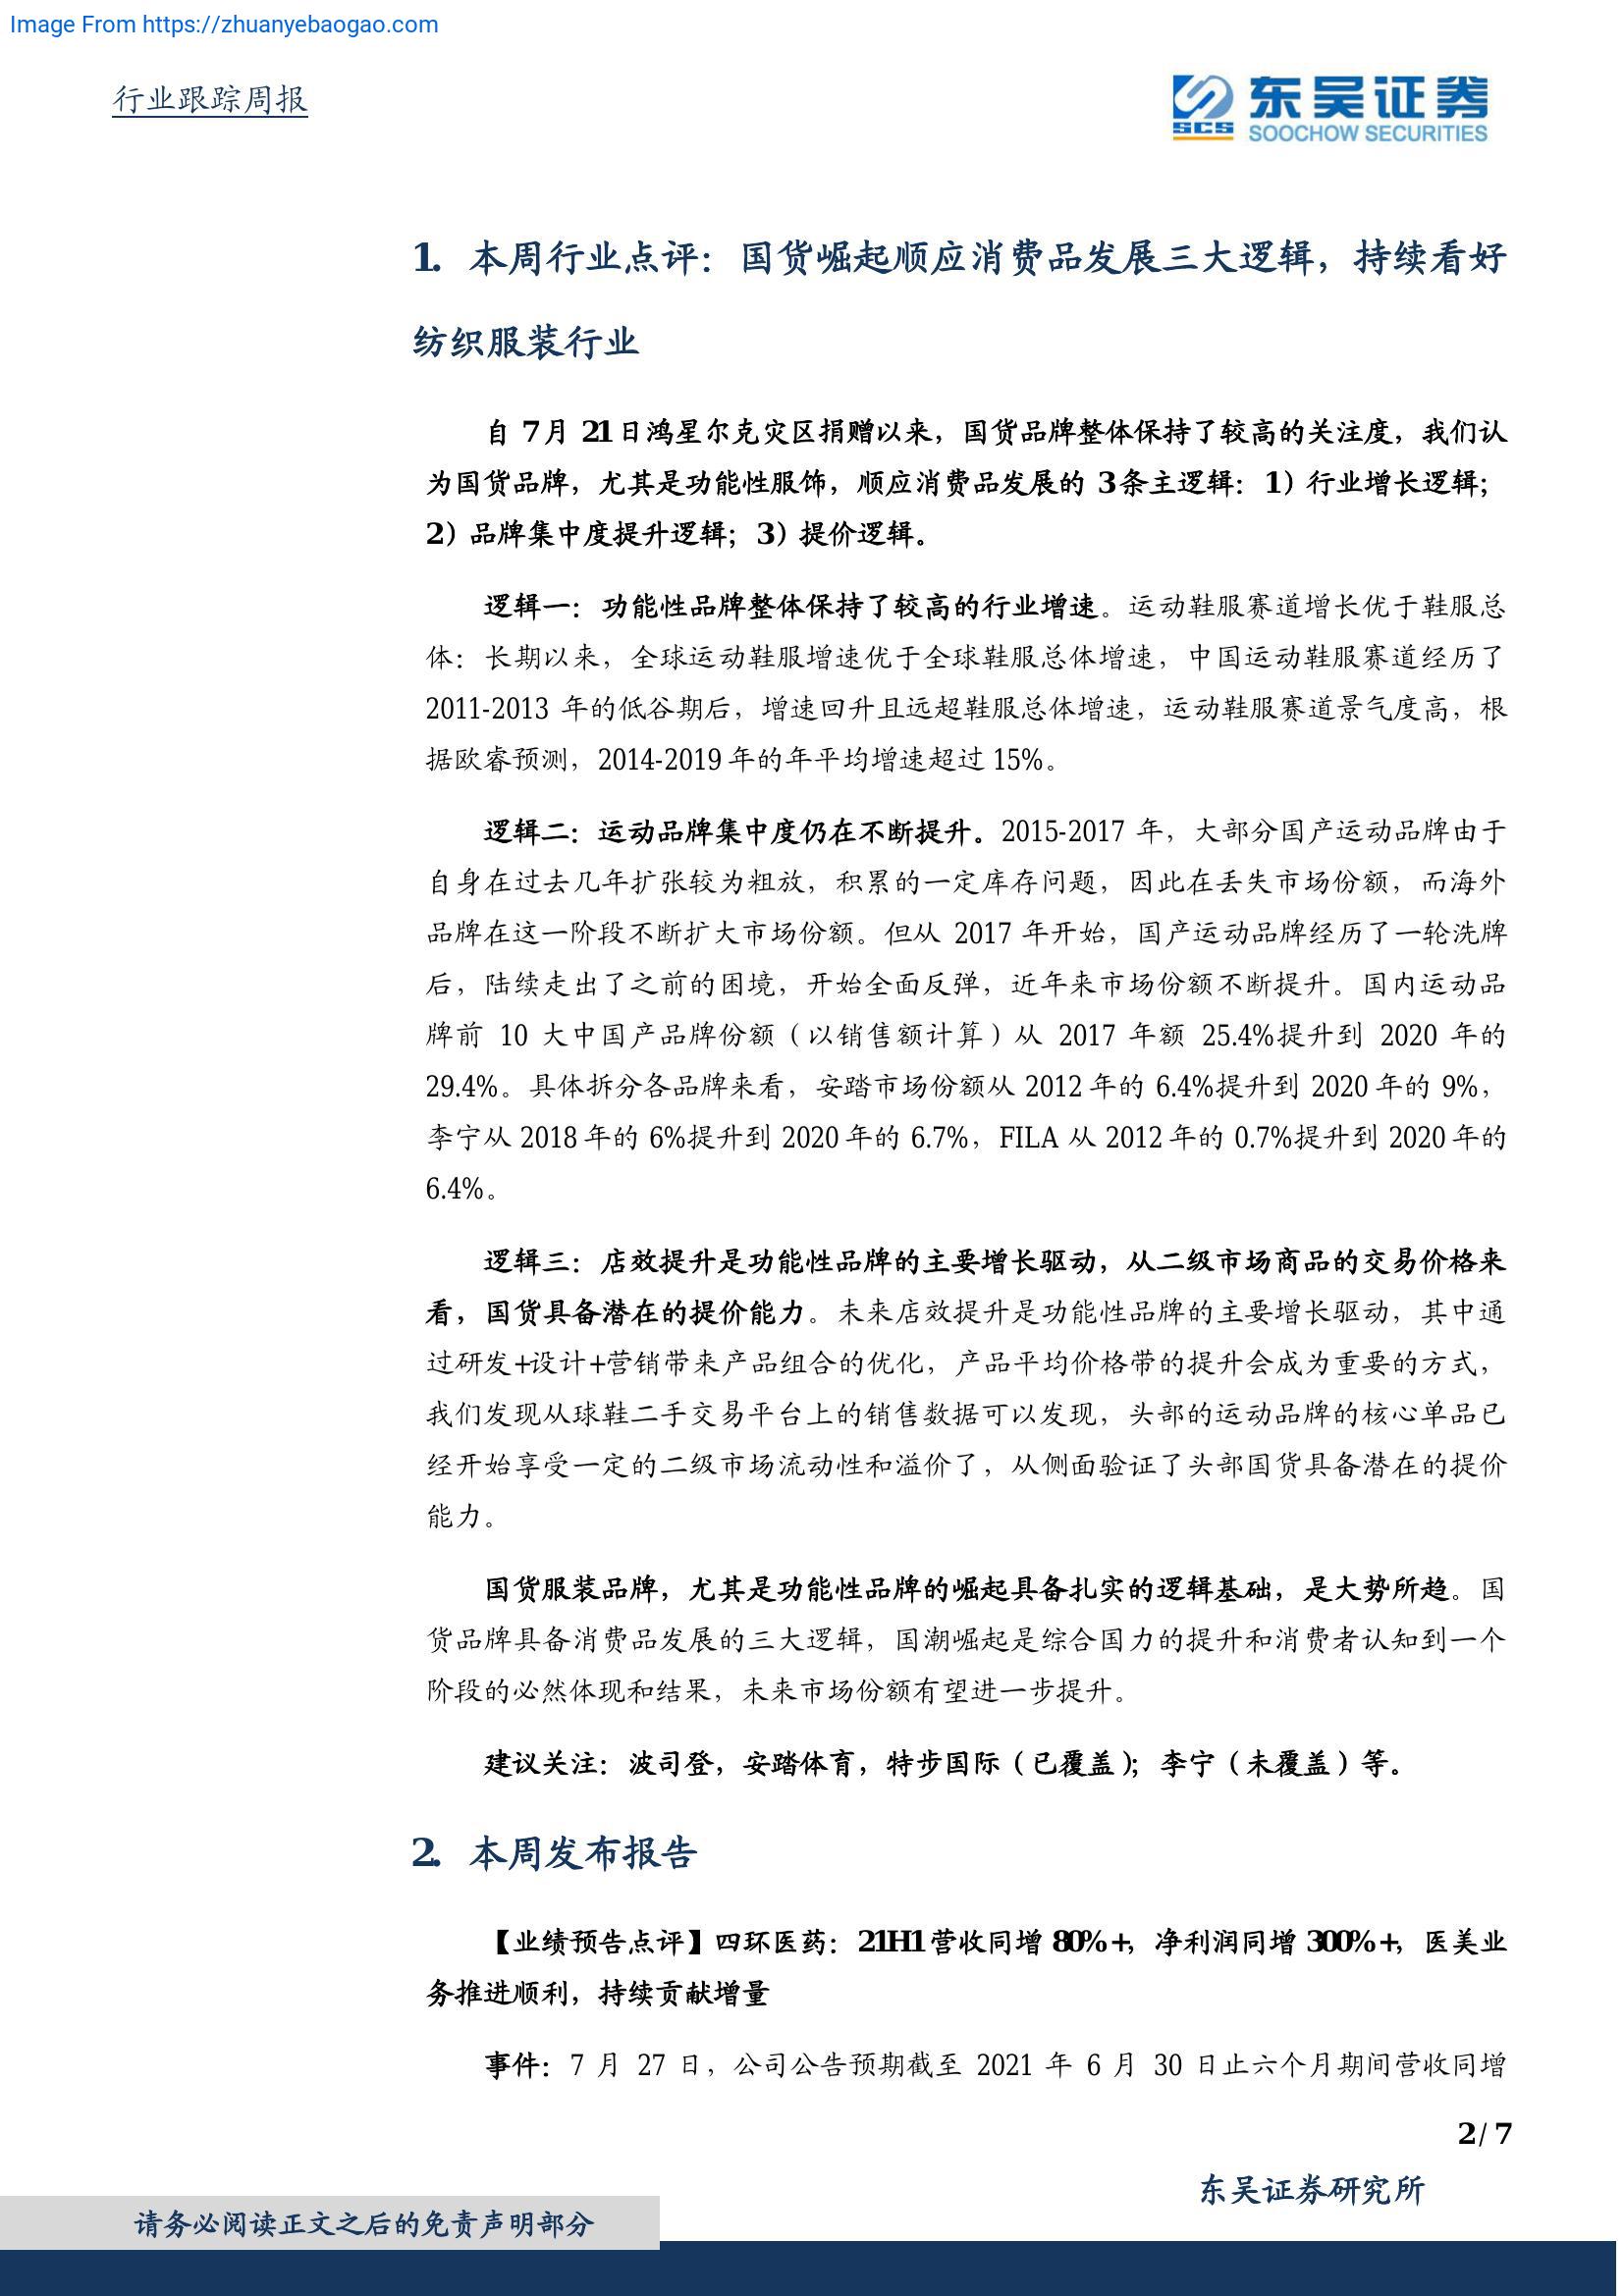 Image From https://zhuanyebaogao.com
行业跟踪周报
SCS 东吴证券
SOOCHOW SECURITIES
1. 本周行业点评：国货崛起顺应消费品发展三大逻辑，持续看好
纺织服装行业
自 7月 21日鸿星尔克灾区捐赠以来，国货品牌整体保持了较高的关注度，我们认
为国货品牌，尤其是功能性服饰，顺应消费品发展的 3条主逻辑：1）行业增长逻辑；
2）品牌集中度提升逻辑；3）提价逻辑。
逻辑一：功能性品牌整体保持了较高的行业增速。运动鞋服赛道增长优于鞋服总
体：长期以来，全球运动鞋服增速优于全球鞋服总体增速，中国运动鞋服赛道经历了
2011-2013 年的低谷期后，增速回升且远超鞋服总体增速，运动鞋服赛道景气度高，根
据欧睿预测，2014-2019 年的年平均增速超过 15%。
逻辑二：运动品牌集中度仍在不断提升。2015-2017 年，大部分国产运动品牌由于
自身在过去几年扩张较为粗放，积累的一定库存问题，因此在丢失市场份额，而海外
品牌在这一阶段不断扩大市场份额。但从 2017 年开始，国产运动品牌经历了一轮洗牌
后，陆续走出了之前的困境，开始全面反弹，近年来市场份额不断提升。国内运动品
牌前 10 大中国产品牌份额（以销售额计算）从 2017 年额 25.4%提升到 2020 年的
29.4%。具体拆分各品牌来看，安踏市场份额从 2012 年的 6.4%提升到 2020 年的 9%，
李宁从 2018 年的 6%提升到 2020 年的 6.7%，FILA 从 2012 年的 0.7%提升到 2020 年的
6.4%。
逻辑三：店效提升是功能性品牌的主要增长驱动，从二级市场商品的交易价格来
看，国货具备潜在的提价能力。未来店效提升是功能性品牌的主要增长驱动，其中通
过研发+设计+营销带来产品组合的优化，产品平均价格带的提升会成为重要的方式，
我们发现从球鞋二手交易平台上的销售数据可以发现，头部的运动品牌的核心单品已
经开始享受一定的二级市场流动性和溢价了，从侧面验证了头部国货具备潜在的提价
能力。
国货服装品牌，尤其是功能性品牌的崛起具备扎实的逻辑基础，是大势所趋。国
货品牌具备消费品发展的三大逻辑，国潮崛起是综合国力的提升和消费者认知到一个
阶段的必然体现和结果，未来市场份额有望进一步提升。
建议关注：波司登，安踏体育，特步国际（已覆盖）；李宁（未覆盖）等。
2. 本周发布报告
【业绩预告点评】四环医药：21H1 营收同增 80%+，净利润同增 300%+，医美业
务推进顺利，持续贡献增量
事件：7 月 27 日，公司公告预期截至 2021 年 6 月 30 日止六个月期间营收同增
2/ 7
东吴证券研究所
请务必阅读正文之后的免责声明部分